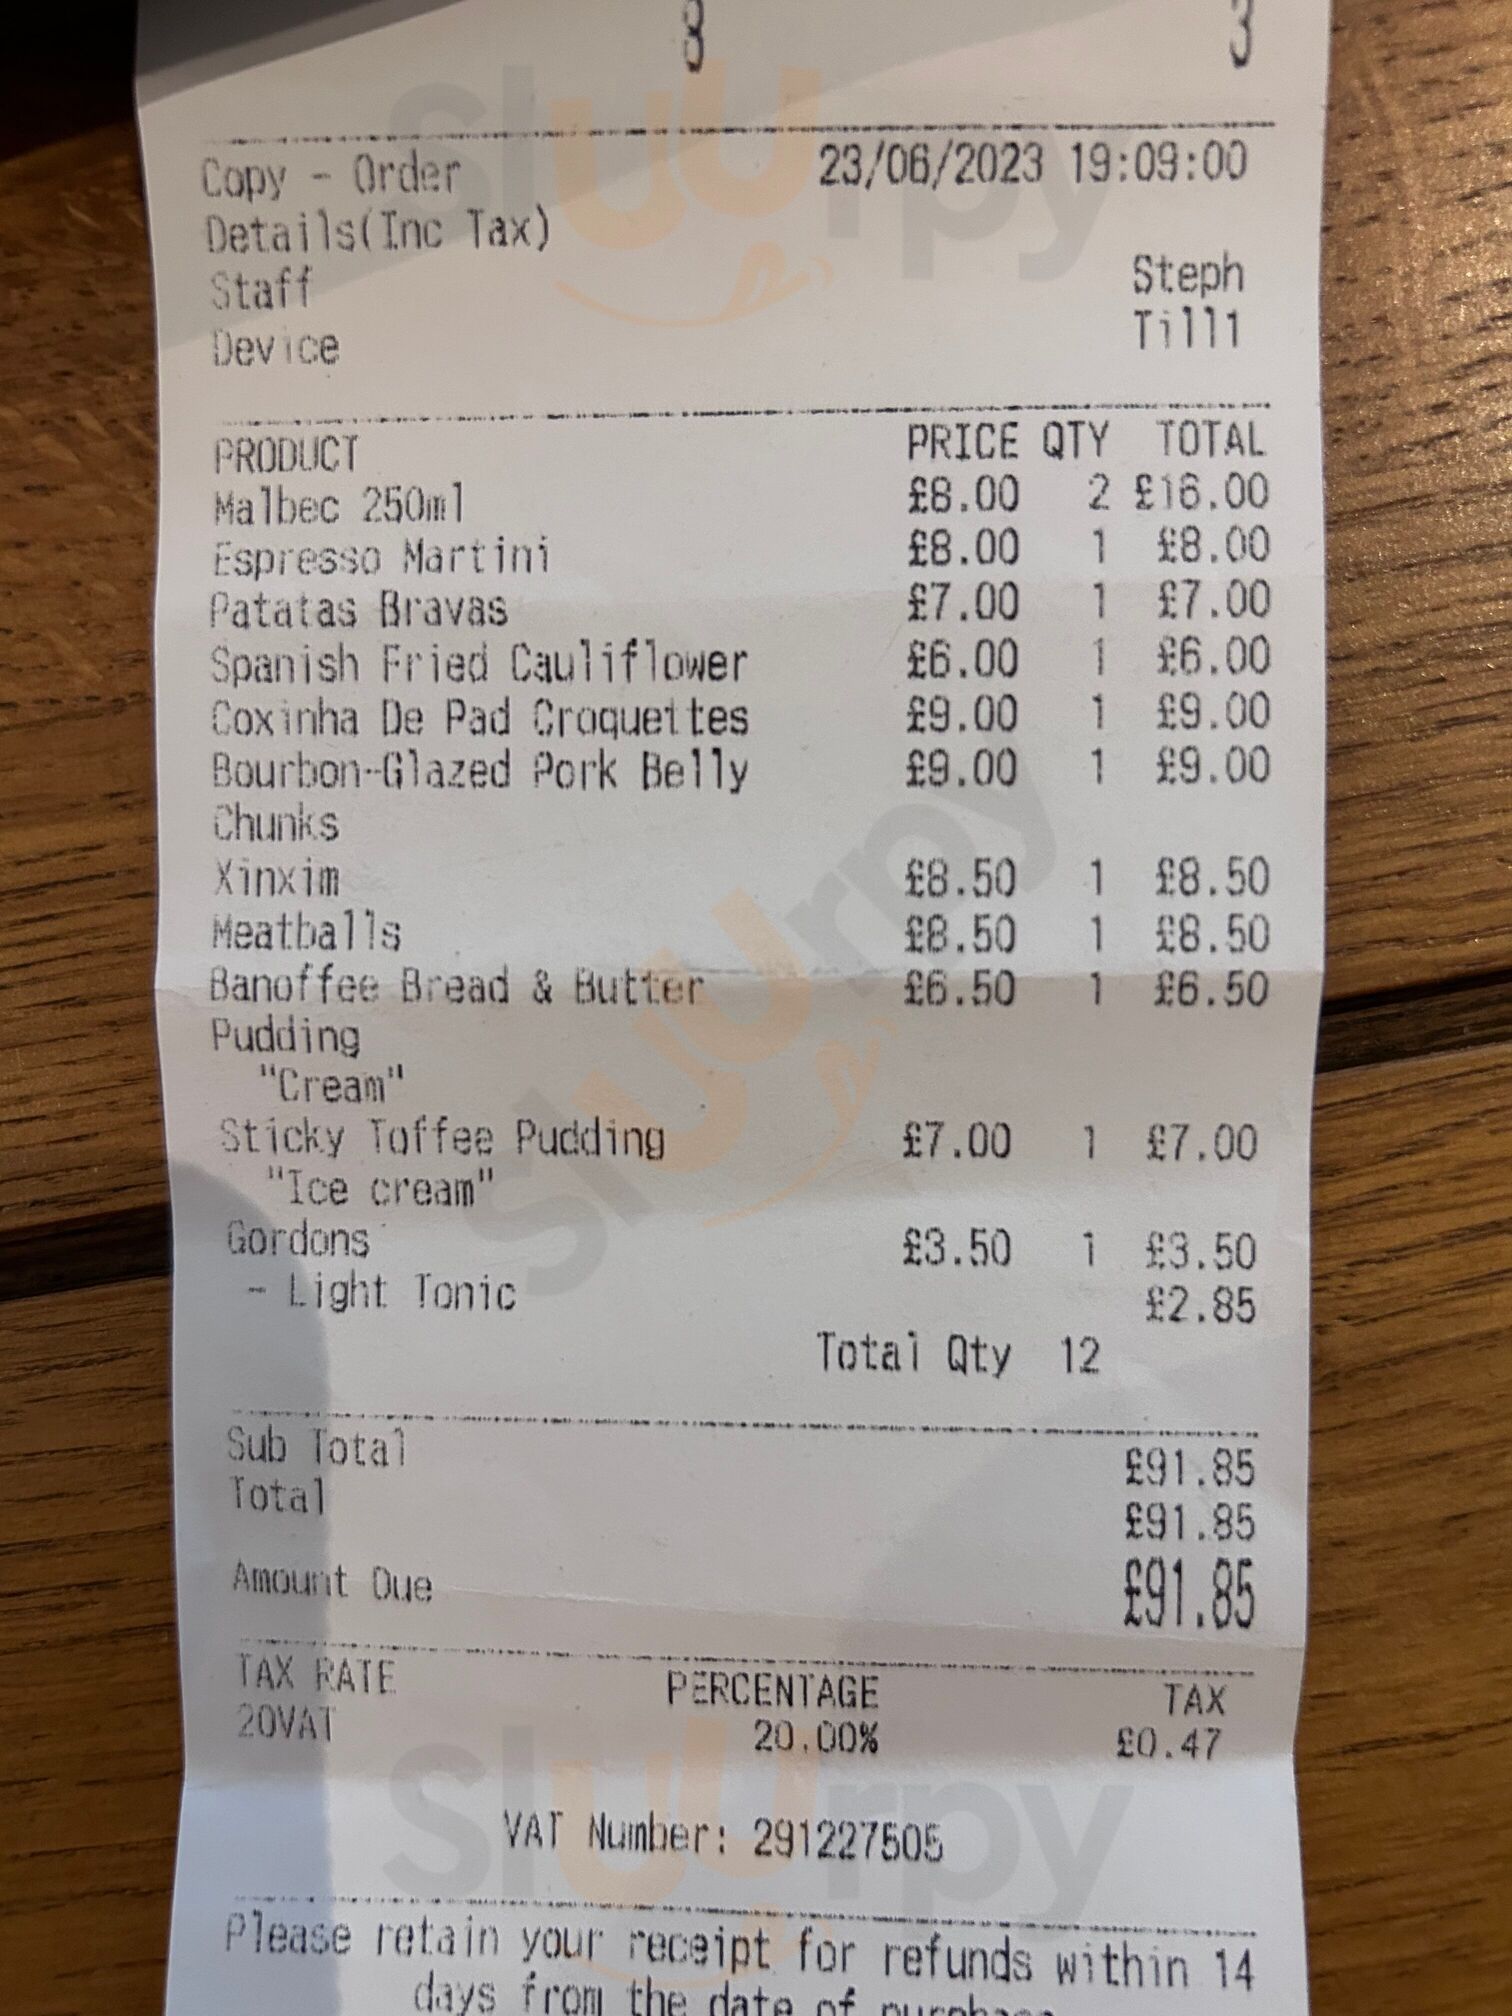 8 3
Copy - Order 23/06/2023 19:09:00
Details(Inc Tax)
Staff Steph
Device Till1
PRODUCT PRICE QTY TOTAL
Malbec 250ml £8.00 2 £16.00
Espresso Martini £8.00 1 £8.00
Patatas Bravas £7.00 1 £7.00
Spanish Fried Cauliflower £6.00 1 £6.00
Coxinha De Pad Croquettes £9.00 1 £9.00
Bourbon-Glazed Pork Belly £9.00 1 £9.00
Chunks
Xinxim £8.50 1 £8.50
Meatballs £8.50 1 £8.50
Banoffee Bread & Butter £6.50 1 £6.50
Pudding
"Cream"
Sticky Toffee Pudding £7.00 1 £7.00
"Ice cream"
Gordons £3.50 1 £3.50
- Light Tonic £2.85
Total Qty 12
Sub Total £91.85
Total £91.85
Amount Due £91.85
TAX RATE PERCENTAGE TAX
20VAT 20.00% £0.47
VAT Number: 291227505
Please retain your receipt for refunds within 14
days from the date of purchase
Sluurpy
Sluurpy
Sluurpy